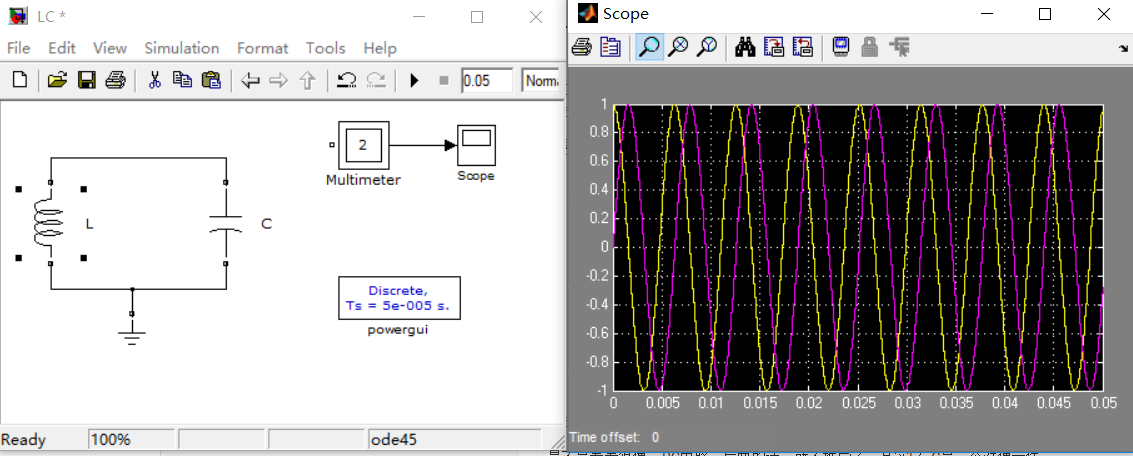 LC *
File Edit View Simulation Format Tools Help
0.05
Norm
2
Multimeter
Scope
L
C
Discrete,
Ts = 5e-005 s.
powergui
Ready
100%
ode45
Scope
1
0.8
0.6
0.4
0.2
0
-0.2
-0.4
-0.6
-0.8
-1
0 0.005 0.01 0.015 0.02 0.025 0.03 0.035 0.04 0.045 0.05
Time offset: 0